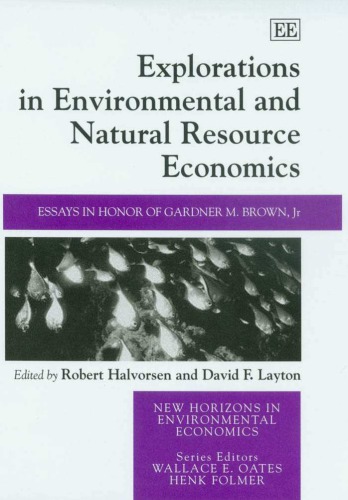 EE
Explorations
in Environmental and
Natural Resource
Economics
ESSAYS IN HONOR OF GARDNER M. BROWN, Jr
Edited by Robert Halvorsen and David F. Layton
NEW HORIZONS IN
ENVIRONMENTAL
ECONOMICS
Series Editors
WALLACE E. OATES
HENK FOLMER